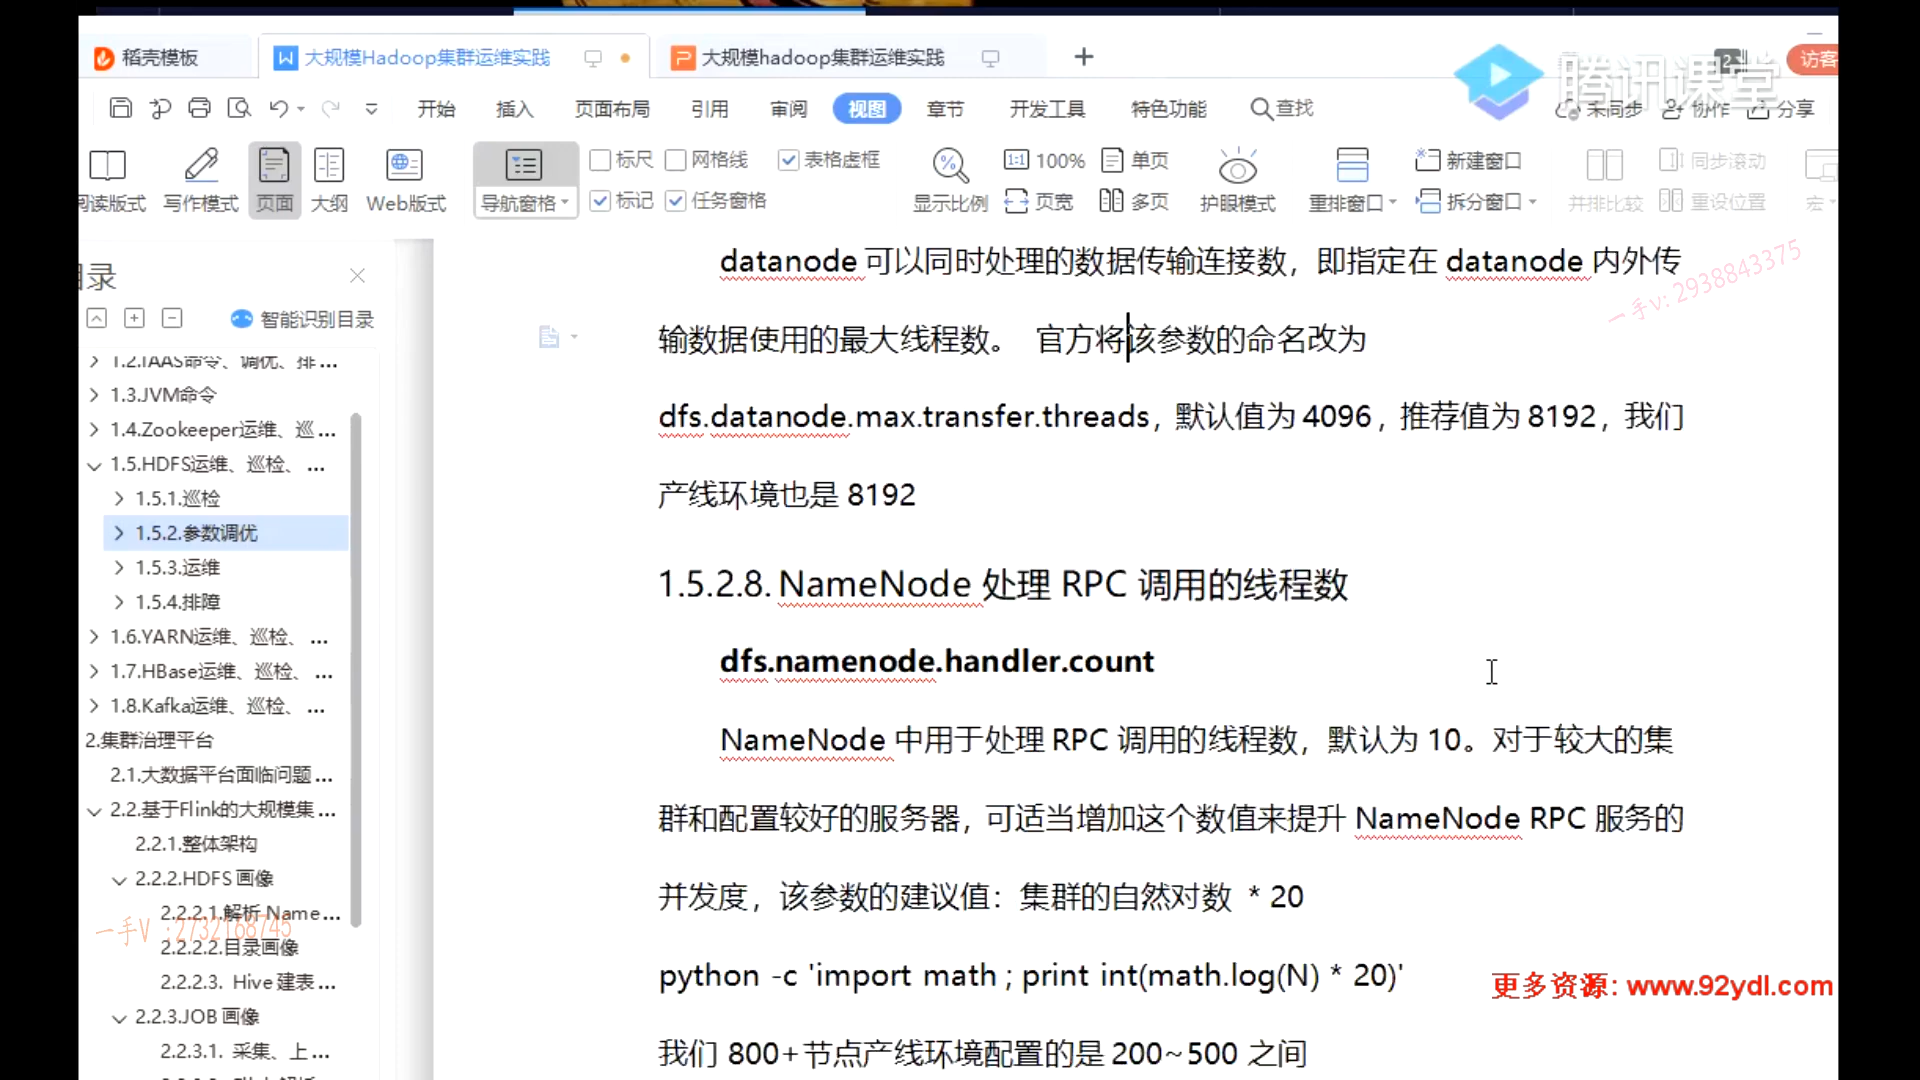 稻壳模板
大规模Hadoop集群运维实践
大规模hadoop集群运维实践
访客
腾讯课堂
开始 插入 页面布局 引用 审阅 视图 章节 开发工具 特色功能 查找
未同步 协作 分享
标尺 网格线 表格虚框 100% 单页 新建窗口 同步滚动
阅读版式 写作模式 页面 大纲 Web版式 导航窗格 标记 任务窗格 显示比例 页宽 多页 护眼模式 重排窗口 拆分窗口 并排比较 重设位置 宏
目录
智能识别目录
1.2.IAAS命令、调优、排...
1.3.JVM命令
1.4.Zookeeper运维、巡...
1.5.HDFS运维、巡检、...
1.5.1.巡检
1.5.2.参数调优
1.5.3.运维
1.5.4.排障
1.6.YARN运维、巡检、...
1.7.HBase运维、巡检、...
1.8.Kafka运维、巡检、...
2.集群治理平台
2.1.大数据平台面临问题...
2.2.基于Flink的大规模集...
2.2.1.整体架构
2.2.2.HDFS画像
2.2.2.1.解析 Name...
2.2.2.2.目录画像
2.2.2.3. Hive 建表...
2.2.3.JOB 画像
2.2.3.1. 采集、上...
一手V :2732168745
datanode 可以同时处理的数据传输连接数，即指定在 datanode 内外传
输数据使用的最大线程数。 官方将该参数的命名改为
dfs.datanode.max.transfer.threads，默认值为 4096，推荐值为 8192，我们
产线环境也是 8192
1.5.2.8. NameNode 处理 RPC 调用的线程数
dfs.namenode.handler.count
NameNode 中用于处理 RPC 调用的线程数，默认为 10。对于较大的集
群和配置较好的服务器，可适当增加这个数值来提升 NameNode RPC 服务的
并发度，该参数的建议值：集群的自然对数 * 20
python -c 'import math ; print int(math.log(N) * 20)'
我们 800+节点产线环境配置的是 200~500 之间
一手v: 2938843375
更多资源: www.92ydl.com